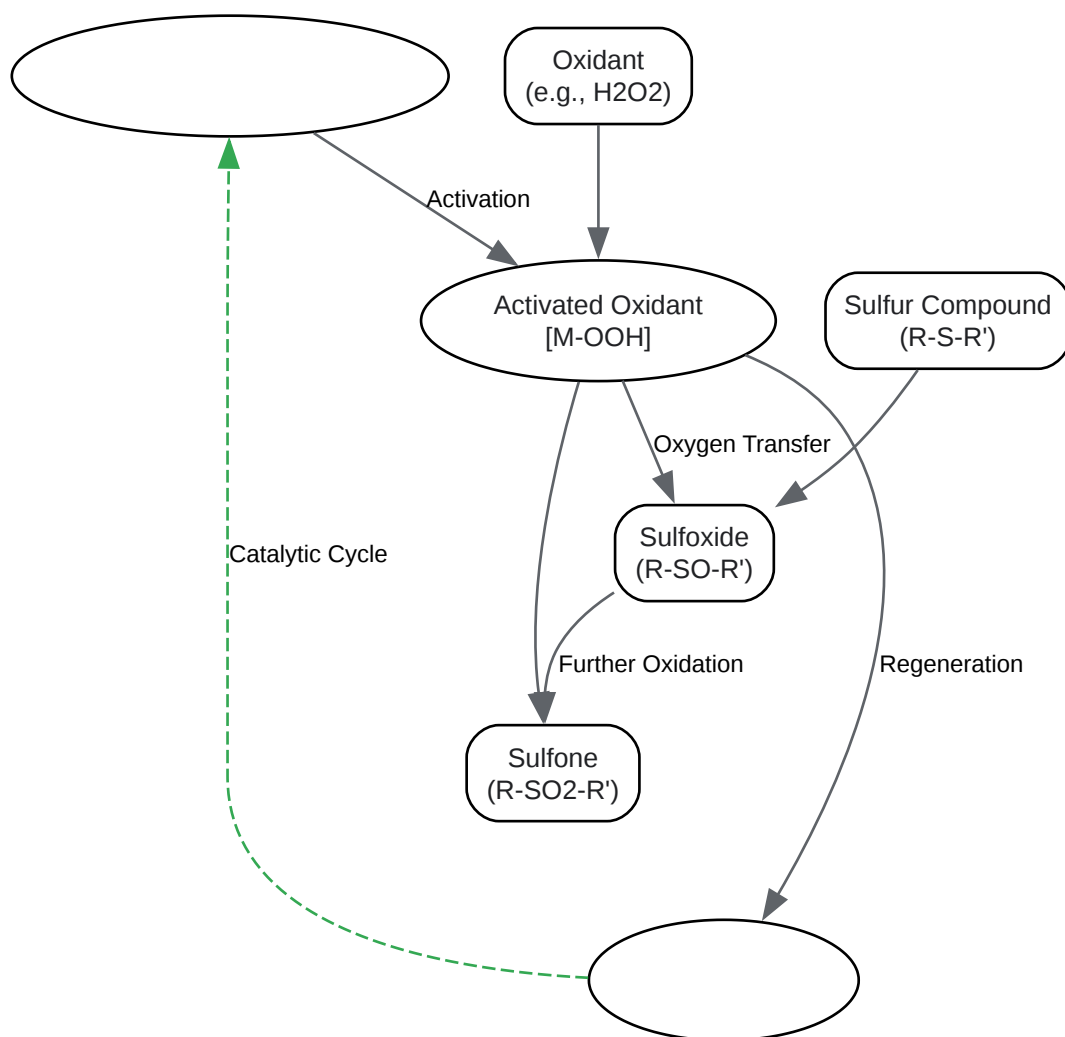 Oxidant
(e.g., H2O2)
Activation
Activated Oxidant
[M-OOH]
Sulfur Compound
(R-S-R')
Oxygen Transfer
Sulfoxide
(R-SO-R')
Catalytic Cycle
Further Oxidation
Regeneration
Sulfone
(R-SO2-R')